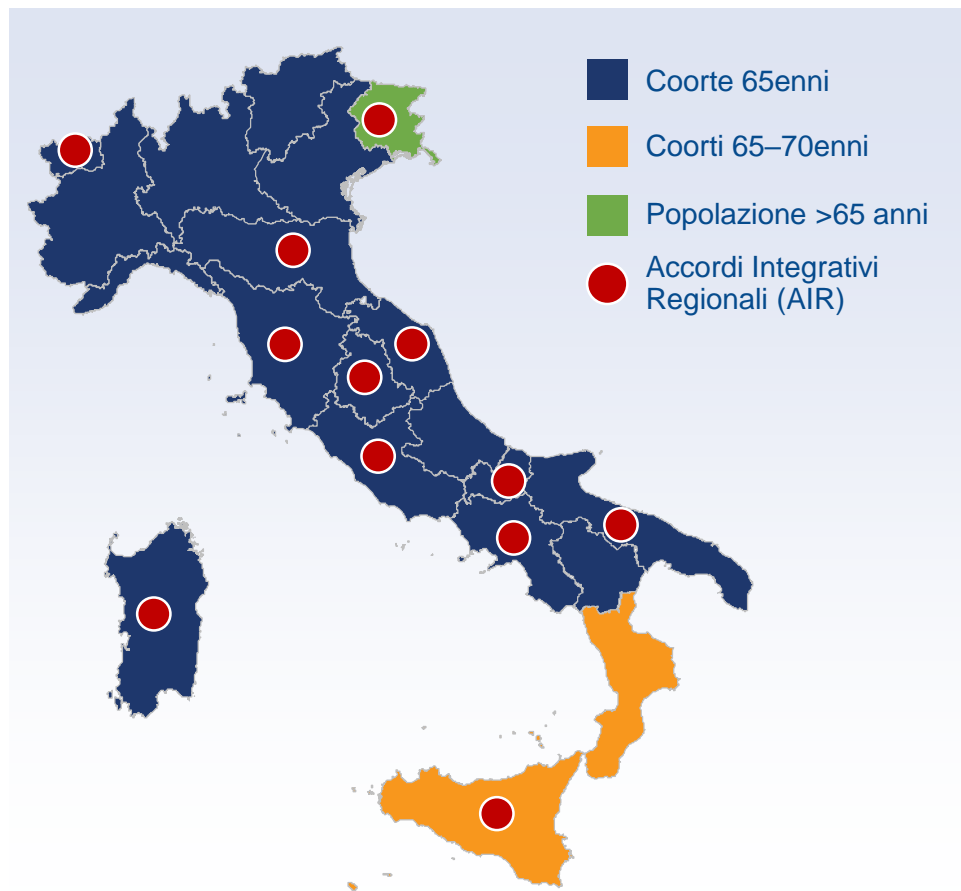 Coorte 65enni
Coorti 65–70enni
Popolazione >65 anni
Accordi Integrativi
Regionali (AIR)